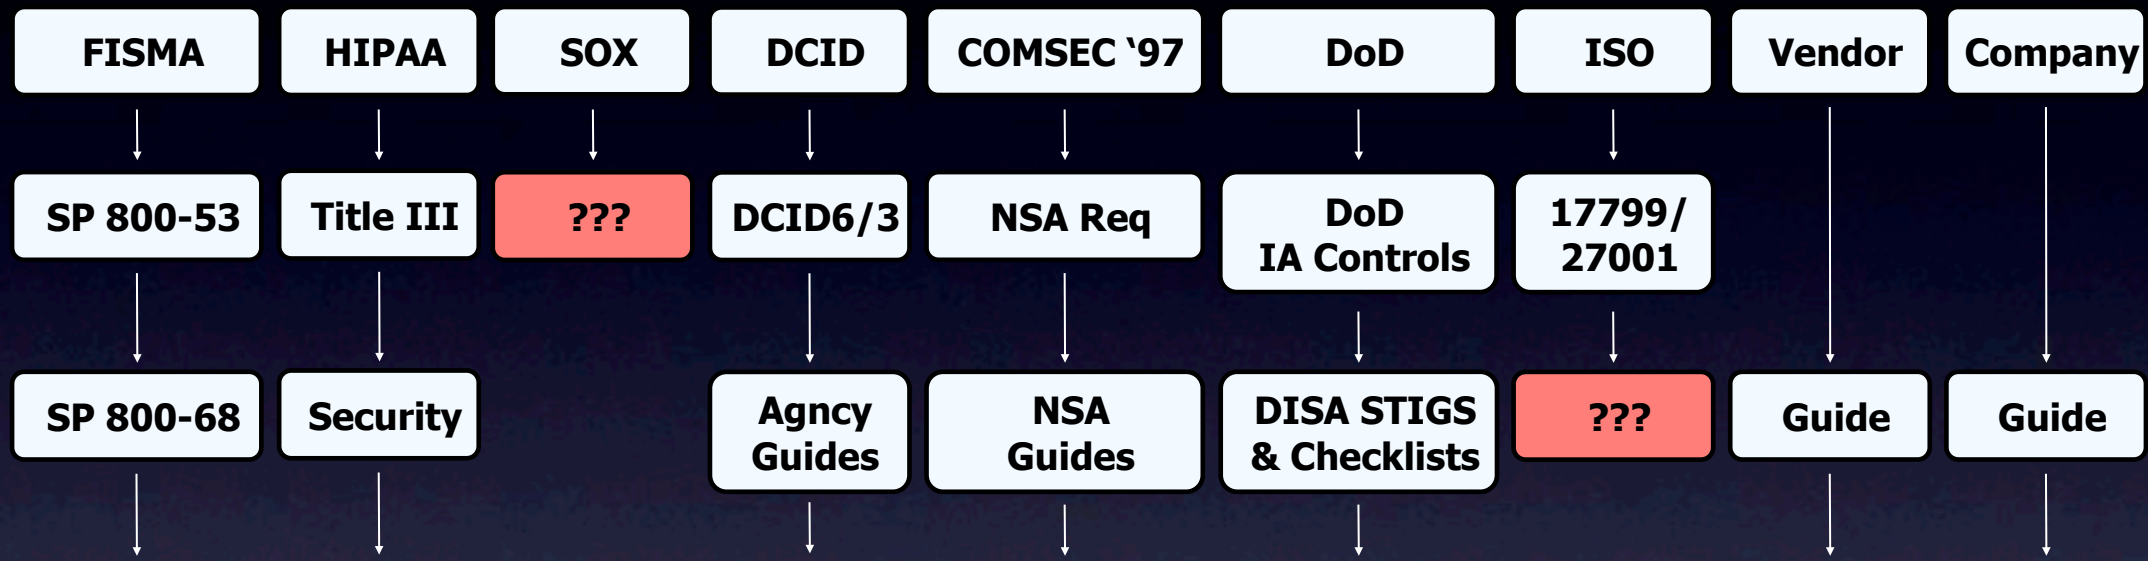 FISMA
HIPAA
SOX
DCID
COMSEC ‘97
DoD
ISO
Vendor
Company
SP 800-53
Title III
???
DCID6/3
NSA Req
DoD
IA Controls
17799/
27001
SP 800-68
Security
Agncy
Guides
NSA
Guides
DISA STIGS
& Checklists
???
Guide
Guide